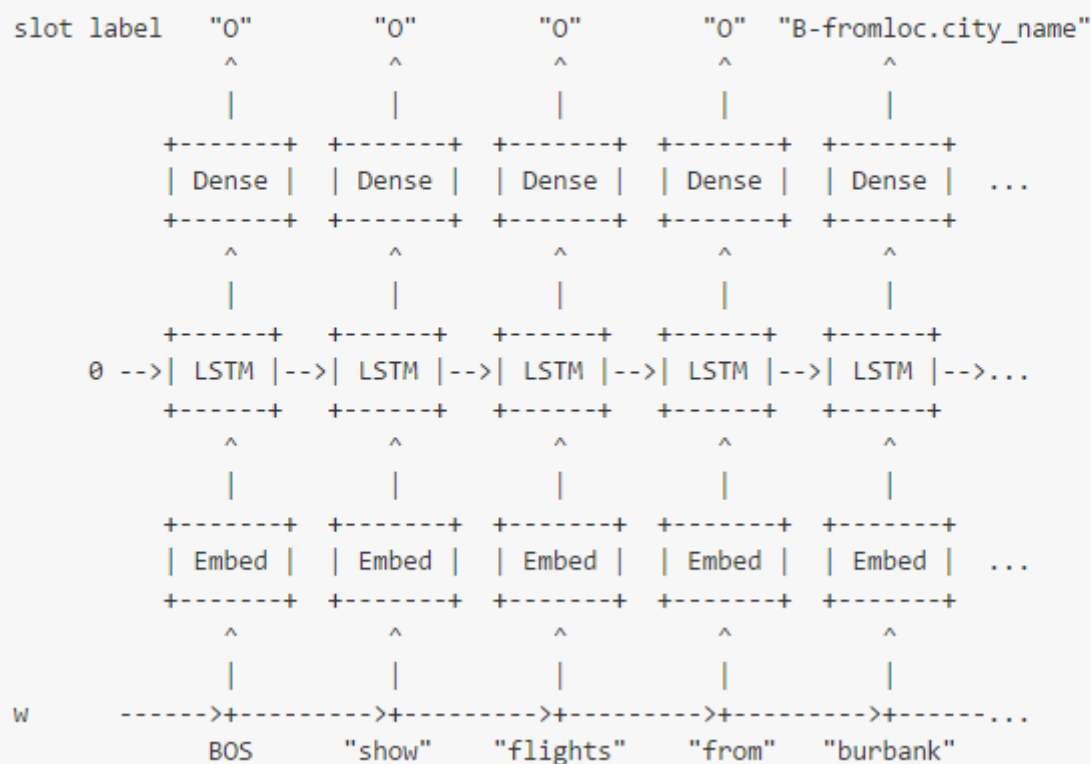 slot label    "O"         "O"         "O"         "O"  "B-fromloc.city_name"
               ^           ^           ^           ^           ^
               |           |           |           |           |
           +-------+   +-------+   +-------+   +-------+   +-------+
           | Dense |   | Dense |   | Dense |   | Dense |   | Dense |  ...
           +-------+   +-------+   +-------+   +-------+   +-------+
               ^           ^           ^           ^           ^
               |           |           |           |           |
           +------+    +------+    +------+    +------+    +------+
      0 -->| LSTM |-->| LSTM |-->| LSTM |-->| LSTM |-->| LSTM |-->...
           +------+    +------+    +------+    +------+    +------+
               ^           ^           ^           ^           ^
               |           |           |           |           |
           +-------+   +-------+   +-------+   +-------+   +-------+
           | Embed |   | Embed |   | Embed |   | Embed |   | Embed |  ...
           +-------+   +-------+   +-------+   +-------+   +-------+
               ^           ^           ^           ^           ^
               |           |           |           |           |
w       ------>+--------->+--------->+--------->+--------->+------...
              BOS       "show"    "flights"    "from"    "burbank"